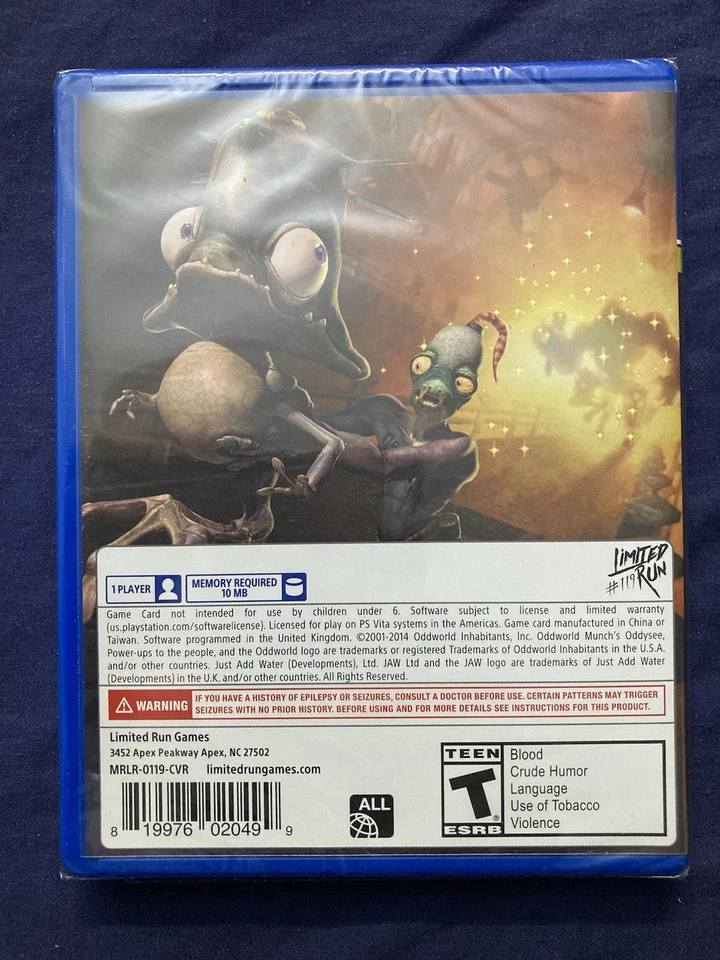 LIMITED
RUN
#119
1 PLAYER
MEMORY REQUIRED
10 MB
Game Card not intended for use by children under 6. Software subject to license and limited warranty
(us.playstation.com/softwarelicense). Licensed for play on PS Vita systems in the Americas. Game card manufactured in China or
Taiwan. Software programmed in the United Kingdom. ©2001-2014 Oddworld Inhabitants, Inc. Oddworld Munch's Oddysee,
Power-ups to the people, and the Oddworld logo are trademarks or registered Trademarks of Oddworld Inhabitants in the U.S.A.
and/or other countries. Just Add Water (Developments), Ltd. JAW Ltd and the JAW logo are trademarks of Just Add Water
(Developments) in the U.K. and/or other countries. All Rights Reserved.
WARNING
IF YOU HAVE A HISTORY OF EPILEPSY OR SEIZURES, CONSULT A DOCTOR BEFORE USE. CERTAIN PATTERNS MAY TRIGGER
SEIZURES WITH NO PRIOR HISTORY. BEFORE USING AND FOR MORE DETAILS SEE INSTRUCTIONS FOR THIS PRODUCT.
Limited Run Games
3452 Apex Peakway Apex, NC 27502
MRLR-0119-CVR limitedrungames.com
8 19976 02049 9
ALL
TEEN
T
®
ESRB
Blood
Crude Humor
Language
Use of Tobacco
Violence